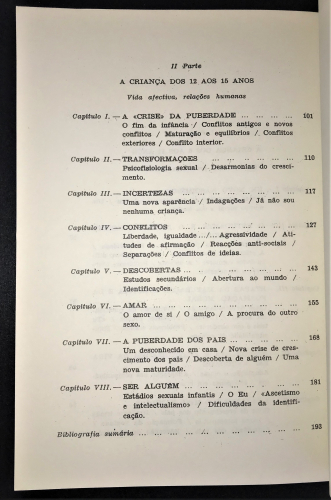 II Parte
A CRIANÇA DOS 12 AOS 15 ANOS
Vida afectiva, relações humanas
Capítulo I. — A «CRISE» DA PUBERDADE ... ... ... ... ... 101
O fim da infância / Conflitos antigos e novos
conflitos / Maturação e equilíbrios / Conflitos
exteriores / Conflito interior.
Capítulo II. — TRANSFORMAÇÕES ... ... ... ... ... 110
Psicofisiologia sexual / Desarmonias do cresci-
mento.
Capítulo III. — INCERTEZAS ... ... ... ... ... ... 117
Uma nova aparência / Indagações / Já não sou
nenhuma criança.
Capítulo IV. — CONFLITOS ... ... ... ... ... ... 127
Liberdade, igualdade.../... Agressividade / Ati-
tudes de afirmação / Reacções anti-sociais /
Separações / Conflitos de ideias.
Capítulo V. — DESCOBERTAS ... ... ... ... ... ... 143
Estudos secundários / Abertura ao mundo /
Identificações.
Capítulo VI. — AMAR ... ... ... ... ... ... ... 155
O amor de si / O amigo / A procura do outro
sexo.
Capítulo VII. — A PUBERDADE DOS PAIS ... ... ... ... 168
Um desconhecido em casa / Nova crise de cres-
cimento dos pais / Descoberta de alguém / Uma
nova maturidade.
Capítulo VIII. — SER ALGUÉM ... ... ... ... ... ... 181
Estádios sexuais infantis / O Eu / «Ascetismo
e intelectualismo» / Dificuldades da identifi-
cação.
Bibliografia sumária ... ... ... ... ... ... ... ... 193